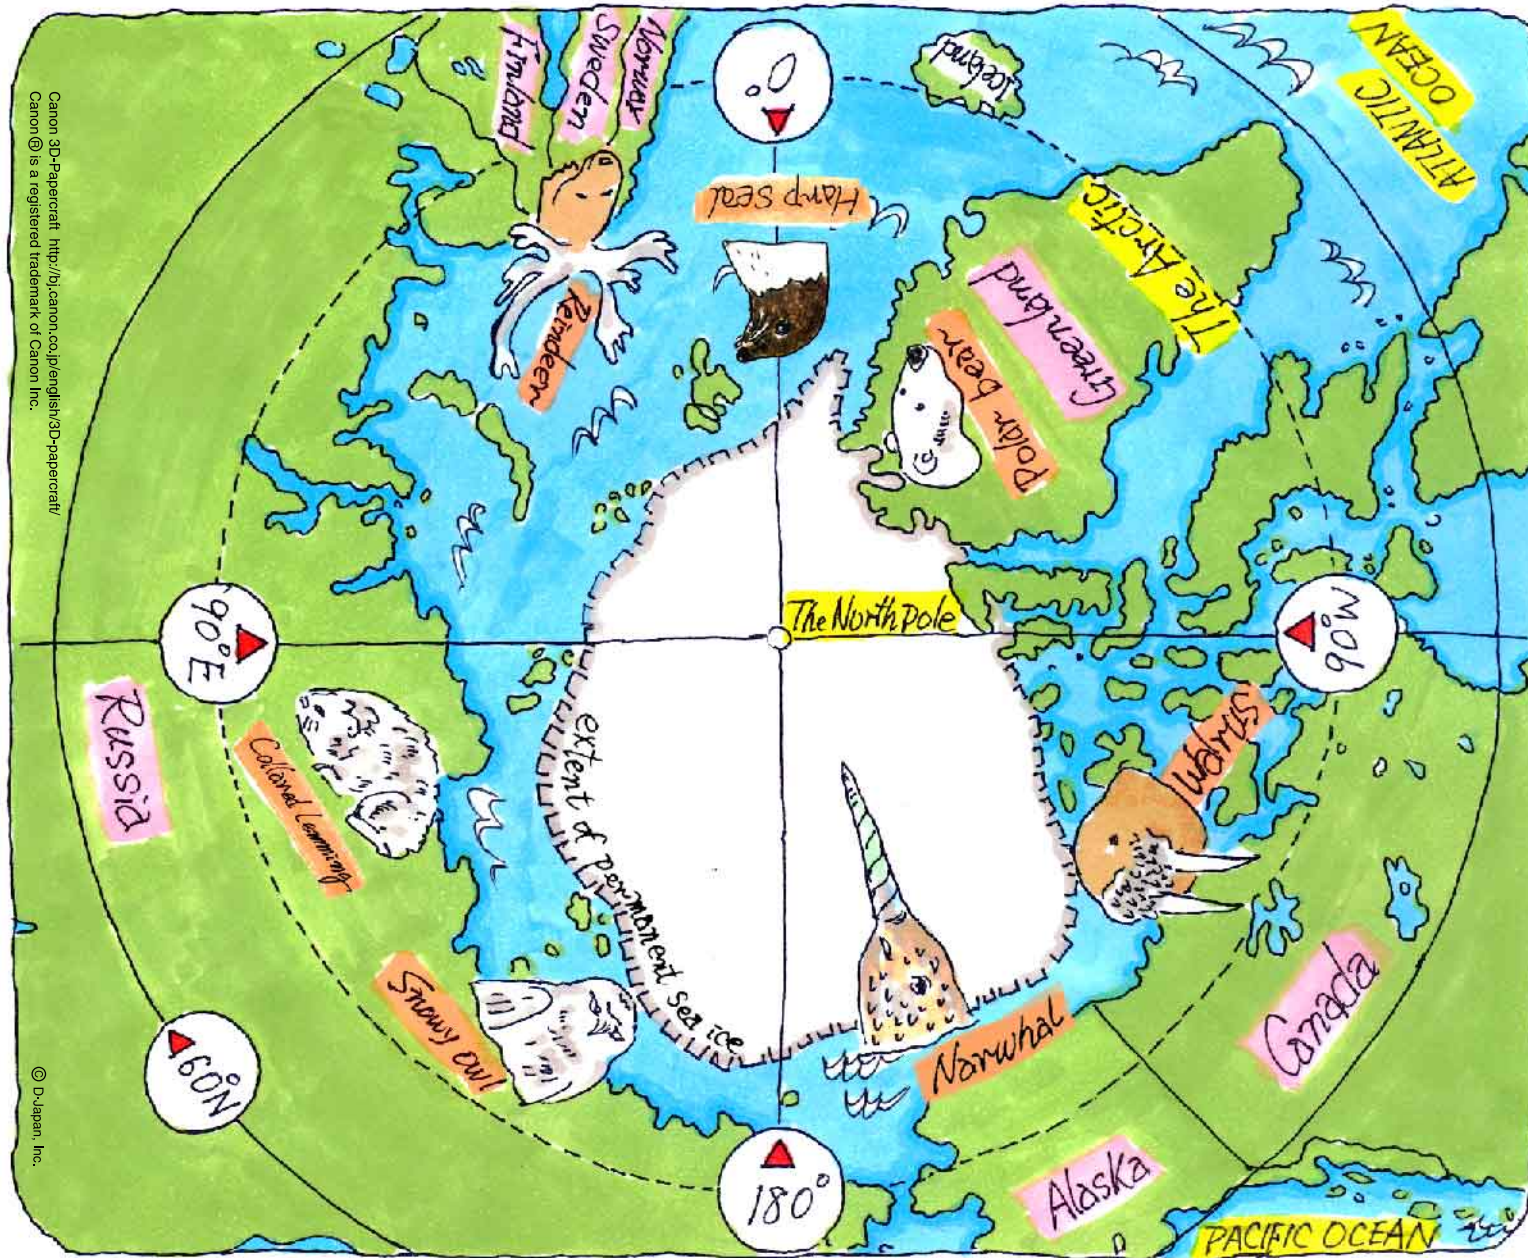 Norway
Sweden
Finland
0°
Iceland
ATLANTIC
OCEAN
Harp seal
The Arctic
Greenland
Reindeer
Polar bear
The North Pole
90°E
90°W
Russia
Collared Lemming
extent of permanent sea ice
Walrus
Snowy owl
Narwhal
Canada
60°N
180°
Alaska
PACIFIC OCEAN
Canon 3D-Papercraft http://bj.canon.co.jp/english/3D-papercraft/
Canon ® is a registered trademark of Canon Inc.
© D-Japan, Inc.